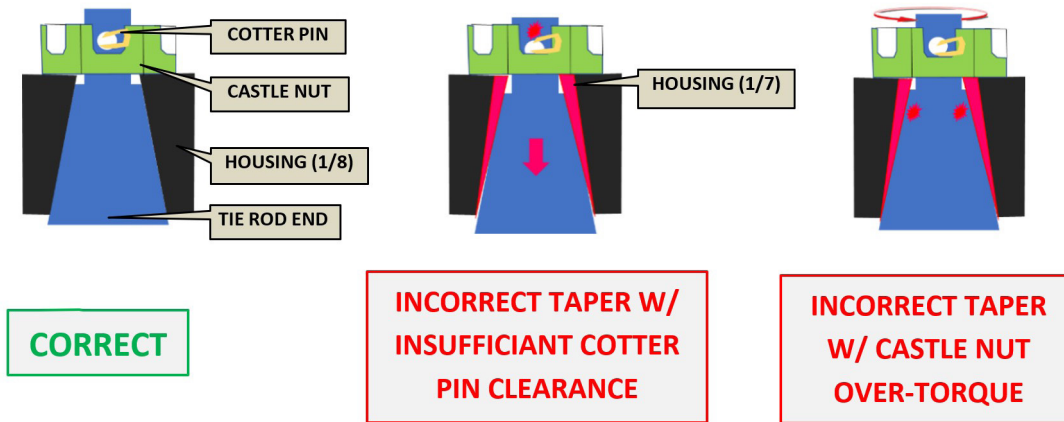 COTTER PIN
CASTLE NUT
HOUSING (1/8)
TIE ROD END
HOUSING (1/7)
CORRECT
INCORRECT TAPER W/
INSUFFICIANT COTTER
PIN CLEARANCE
INCORRECT TAPER
W/ CASTLE NUT
OVER-TORQUE